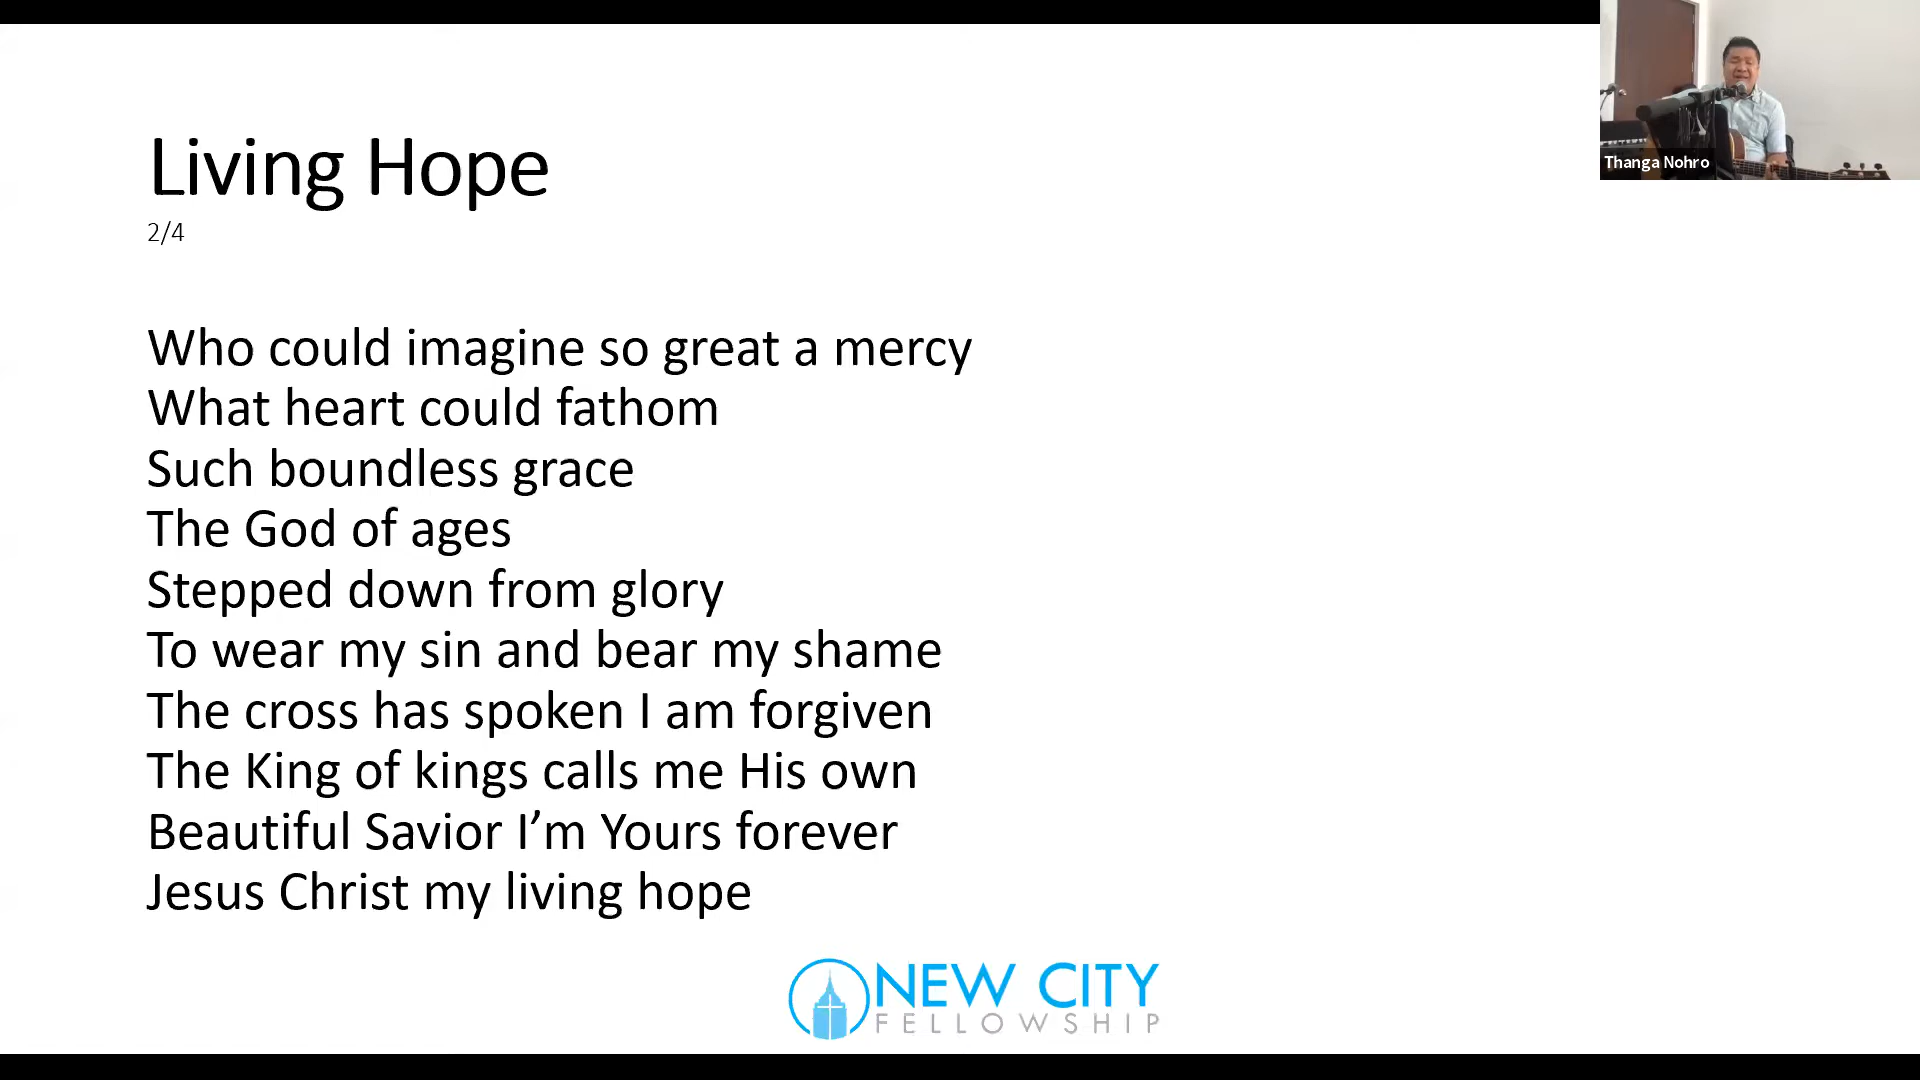 Living Hope
2/4
Who could imagine so great a mercy
What heart could fathom
Such boundless grace
The God of ages
Stepped down from glory
To wear my sin and bear my shame
The cross has spoken I am forgiven
The King of kings calls me His own
Beautiful Savior I’m Yours forever
Jesus Christ my living hope
NEW CITY
FELLOWSHIP
Thanga Nohro